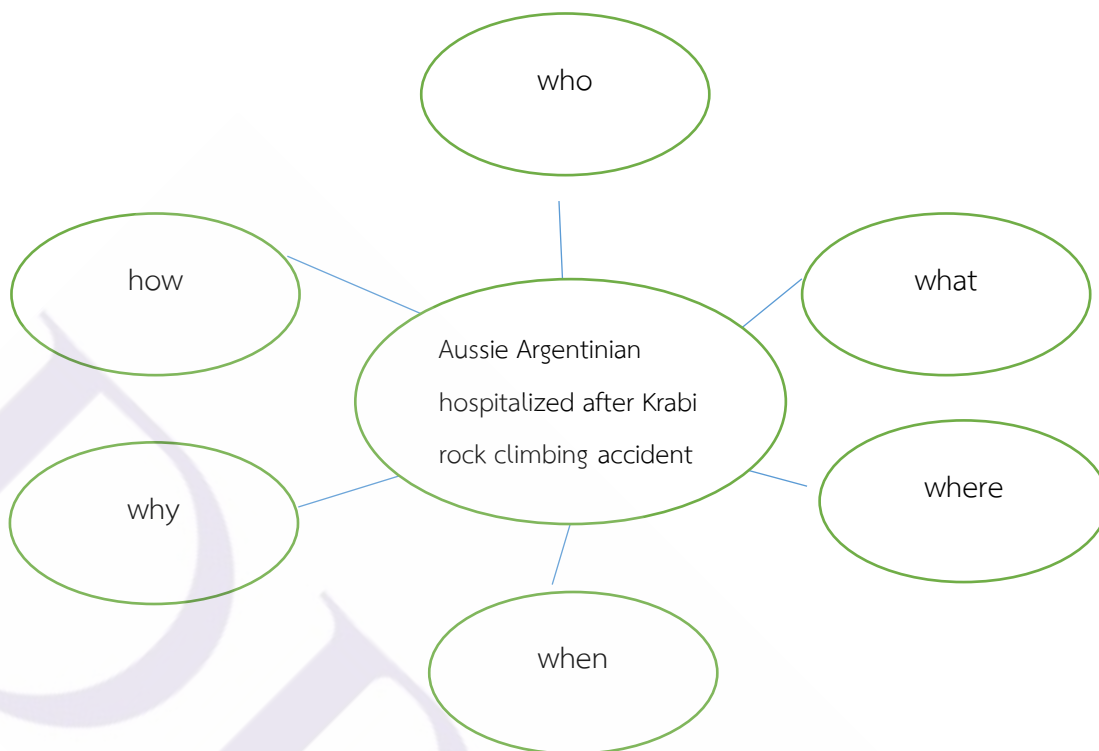 who
how
what
Aussie Argentinian
hospitalized after Krabi
rock climbing accident
why
where
when